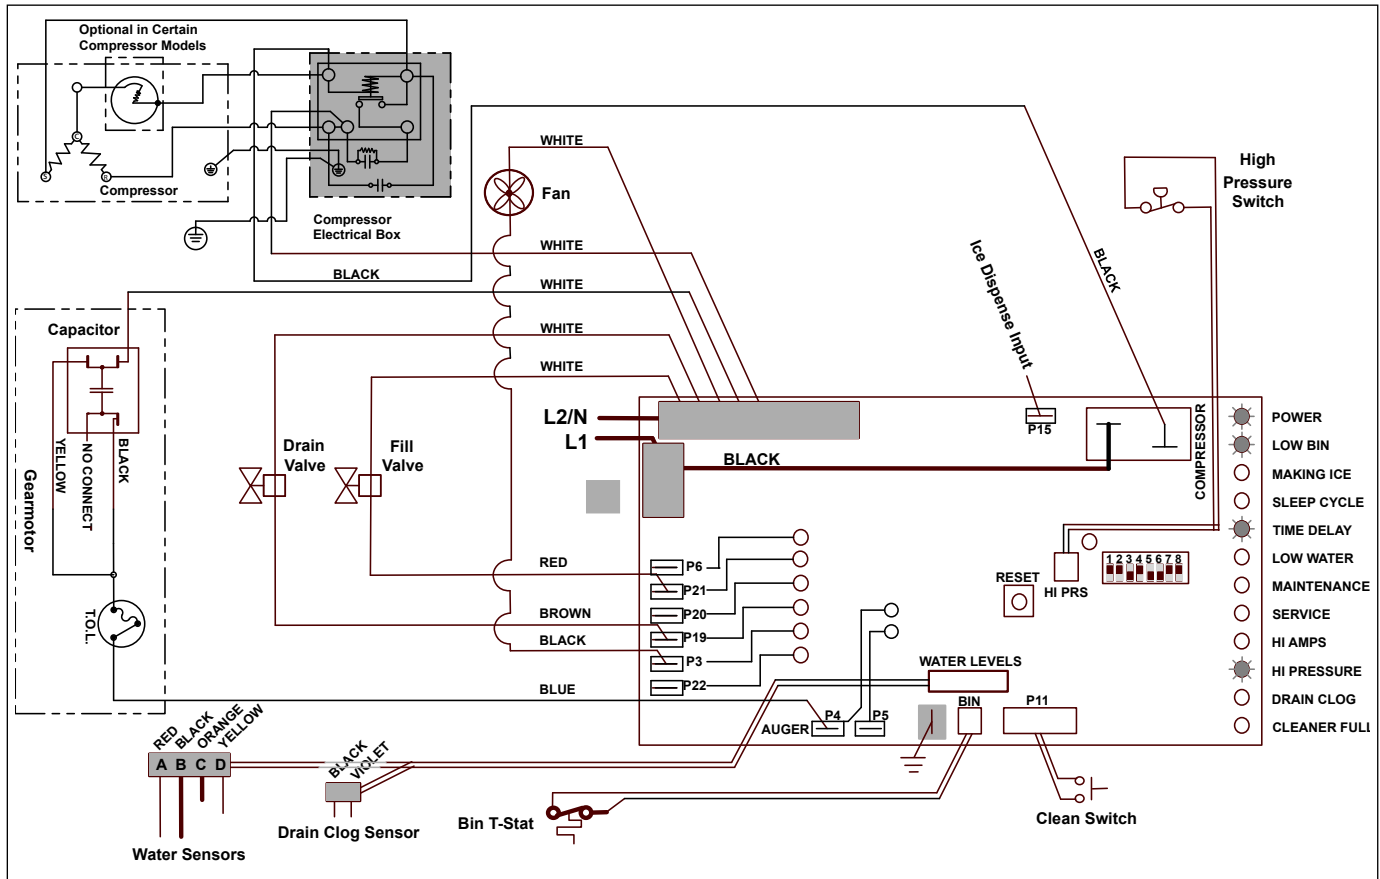 Optional in Certain
Compressor Models
C
S
R
Compressor
Compressor
Electrical Box
WHITE
Fan
WHITE
BLACK
WHITE
WHITE
WHITE
High
Pressure
Switch
BLACK
Ice Dispense Input
Capacitor
YELLOW
NO CONNECT
BLACK
Gearmotor
T.O.L.
Drain
Valve
Fill
Valve
L2/N
L1
BLACK
P15
COMPRESSOR
POWER
LOW BIN
MAKING ICE
SLEEP CYCLE
TIME DELAY
LOW WATER
MAINTENANCE
SERVICE
HI AMPS
HI PRESSURE
DRAIN CLOG
CLEANER FULL
1 2 3 4 5 6 7 8
RESET
HI PRS
RED
BROWN
BLACK
BLUE
P6
P21
P20
P19
P3
P22
WATER LEVELS
BIN
P11
P4
P5
AUGER
RED
BLACK
ORANGE
YELLOW
A B C D
Water Sensors
BLACK
VIOLET
Drain Clog Sensor
Bin T-Stat
Clean Switch